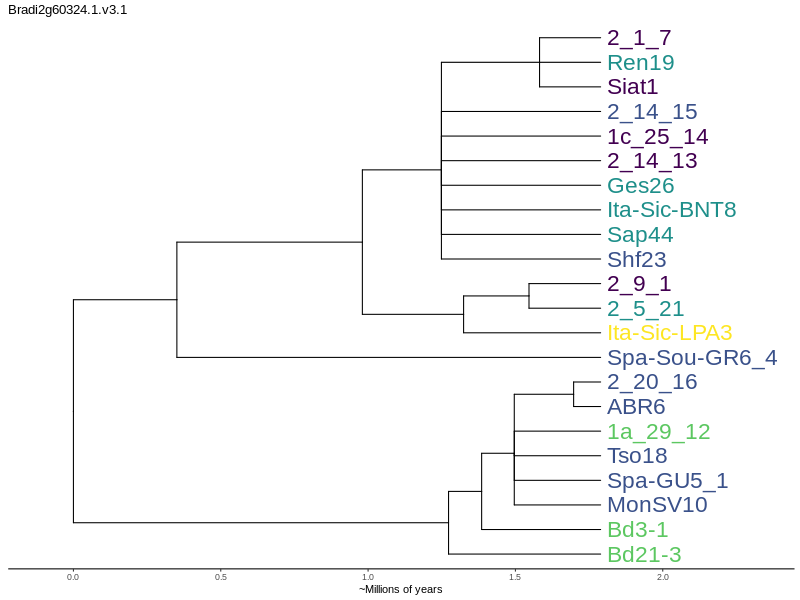 Bradi2g60324.1.v3.1
2_1_7
Ren19
Siat1
2_14_15
1c_25_14
2_14_13
Ges26
Ita-Sic-BNT8
Sap44
Shf23
2_9_1
2_5_21
Ita-Sic-LPA3
Spa-Sou-GR6_4
2_20_16
ABR6
1a_29_12
Tso18
Spa-GU5_1
MonSV10
Bd3-1
Bd21-3
0.0 0.5 1.0 1.5 2.0
~Millions of years